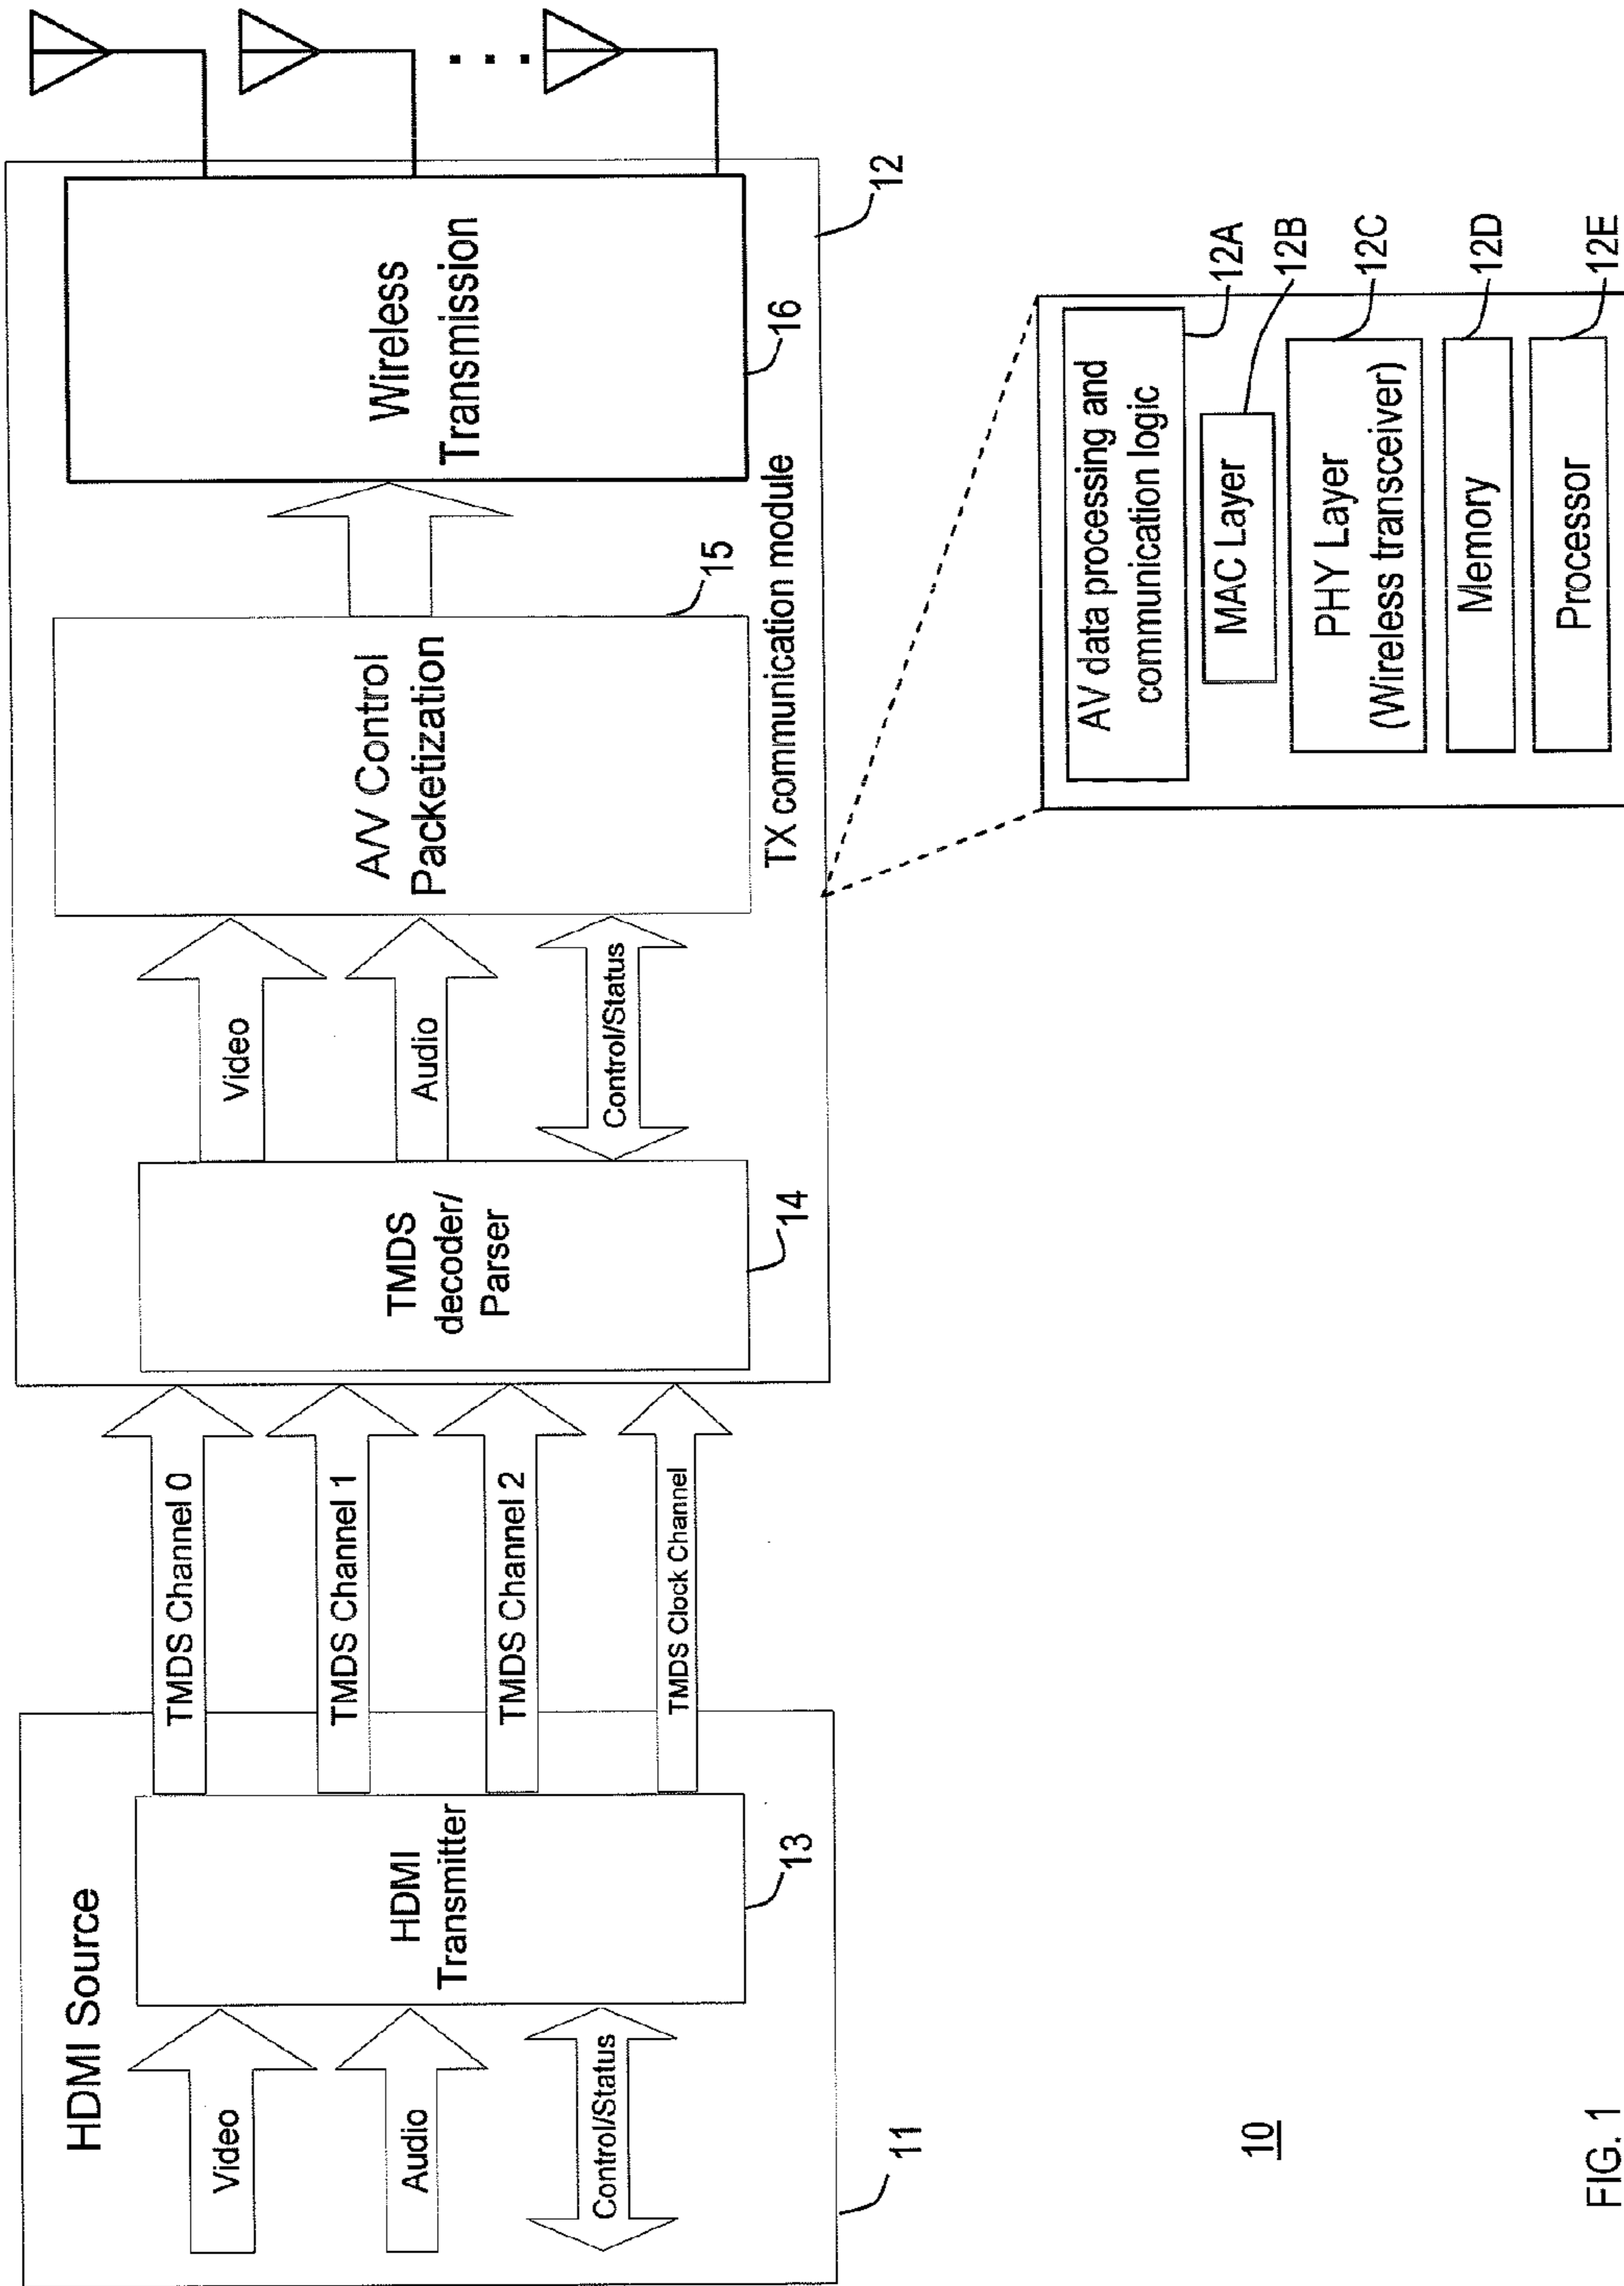 HDMI Source
Video
Audio
Control/Status
HDMI
Transmitter
13
11
TMDS Channel 0
TMDS Channel 1
TMDS Channel 2
TMDS Clock Channel
TMDS
decoder/
Parser
14
Video
Audio
Control/Status
A/V Control
Packetization
15
TX communication module
Wireless
Transmission
16
12
AV data processing and
communication logic
12A
MAC Layer
12B
PHY Layer
(Wireless transceiver)
12C
Memory
12D
Processor
12E
10
FIG. 1